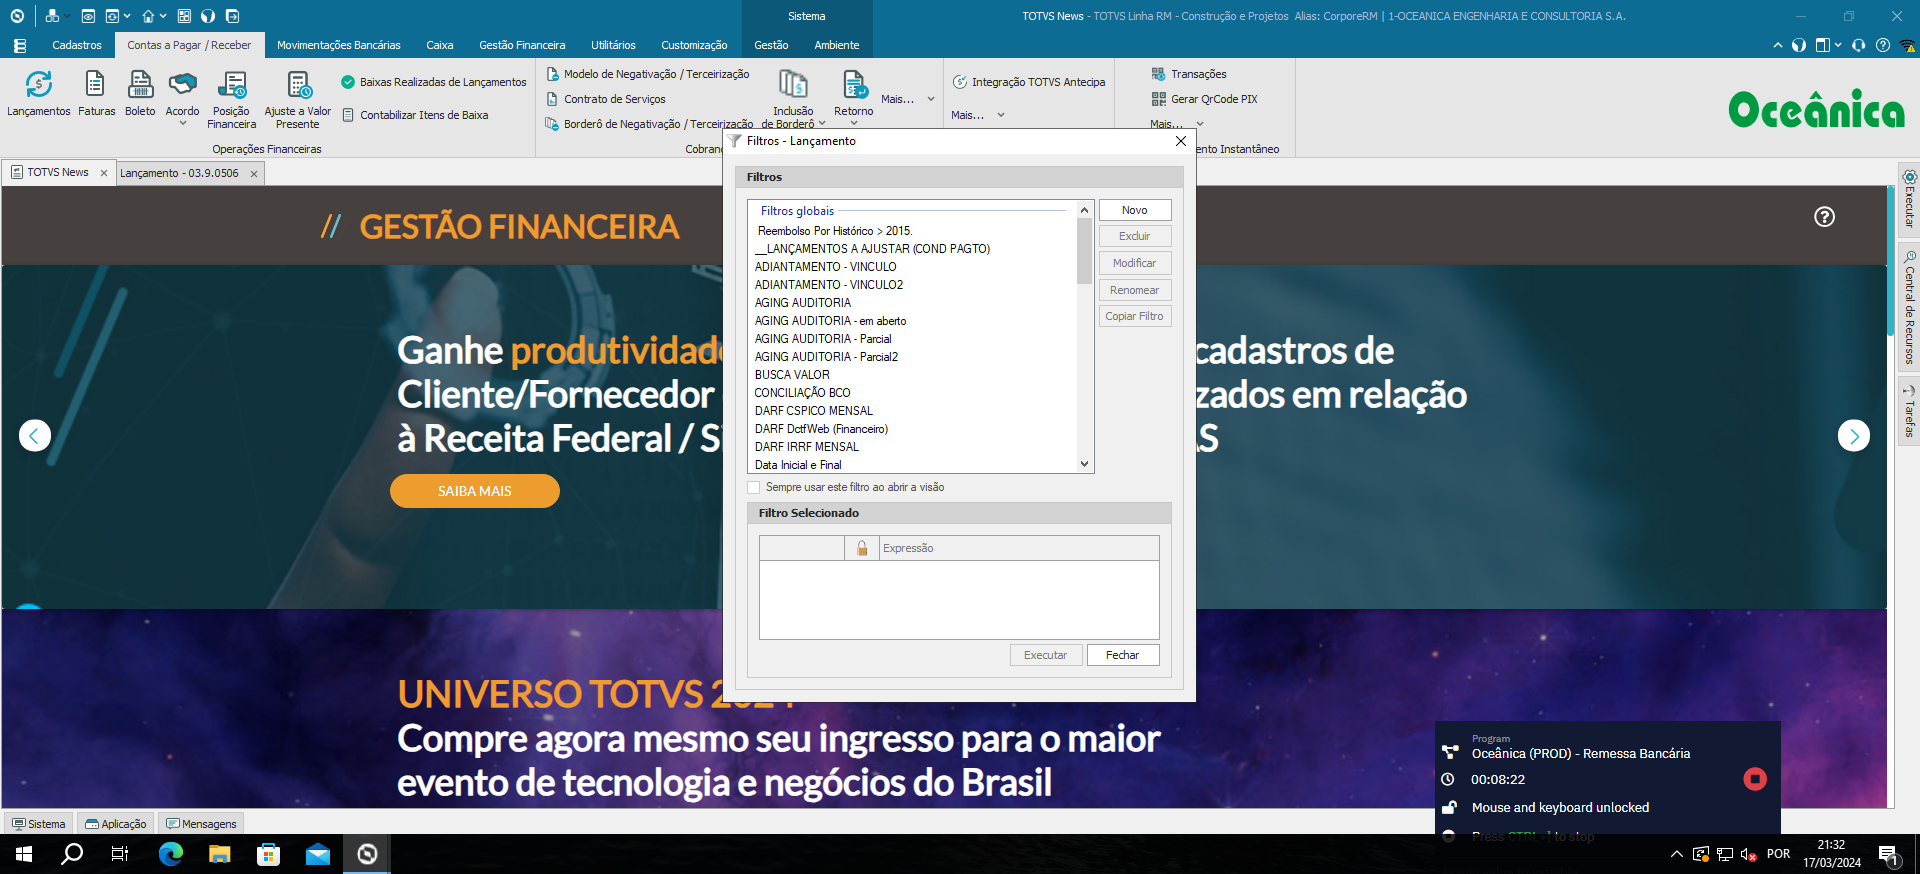 Sistema
TOTVS News - TOTVS Linha RM - Construção e Projetos  Alias: CorporeRM | 1-OCEANICA ENGENHARIA E CONSULTORIA S.A.
Cadastros
Contas a Pagar / Receber
Movimentações Bancárias
Caixa
Gestão Financeira
Utilitários
Customização
Gestão
Ambiente
Lançamentos
Faturas
Boleto
Acordo
Posição
Financeira
Ajuste a Valor
Presente
Baixas Realizadas de Lançamentos
Contabilizar Itens de Baixa
Operações Financeiras
Modelo de Negativação / Terceirização
Contrato de Serviços
Borderô de Negativação / Terceirização
Inclusão
de Borderô
Retorno
Mais...
Cobran
Integração TOTVS Antecipa
Mais...
Transações
Gerar QrCode PIX
Mais...
ento Instantâneo
Oceânica
TOTVS News
Lançamento - 03.9.0506
// GESTÃO FINANCEIRA
Ganhe produtividade
cadastros de
Cliente/Fornecedor
zados em relação
à Receita Federal / Si
AS
SAIBA MAIS
UNIVERSO TOTVS 2024
Compre agora mesmo seu ingresso para o maior
evento de tecnologia e negócios do Brasil
Filtros - Lançamento
Filtros
Filtros globais
Reembolso Por Histórico > 2015.
__LANÇAMENTOS A AJUSTAR (COND PAGTO)
ADIANTAMENTO - VINCULO
ADIANTAMENTO - VINCULO2
AGING AUDITORIA
AGING AUDITORIA - em aberto
AGING AUDITORIA - Parcial
AGING AUDITORIA - Parcial2
BUSCA VALOR
CONCILIAÇÃO BCO
DARF CSPICO MENSAL
DARF DctfWeb (Financeiro)
DARF IRRF MENSAL
Data Inicial e Final
Novo
Excluir
Modificar
Renomear
Copiar Filtro
Sempre usar este filtro ao abrir a visão
Filtro Selecionado
Expressão
Executar
Fechar
Executar
Central de Recursos
Tarefas
Program
Oceânica (PROD) - Remessa Bancária
00:08:22
Mouse and keyboard unlocked
Press CTRL+] to stop
Sistema
Aplicação
Mensagens
POR
21:32
17/03/2024
1